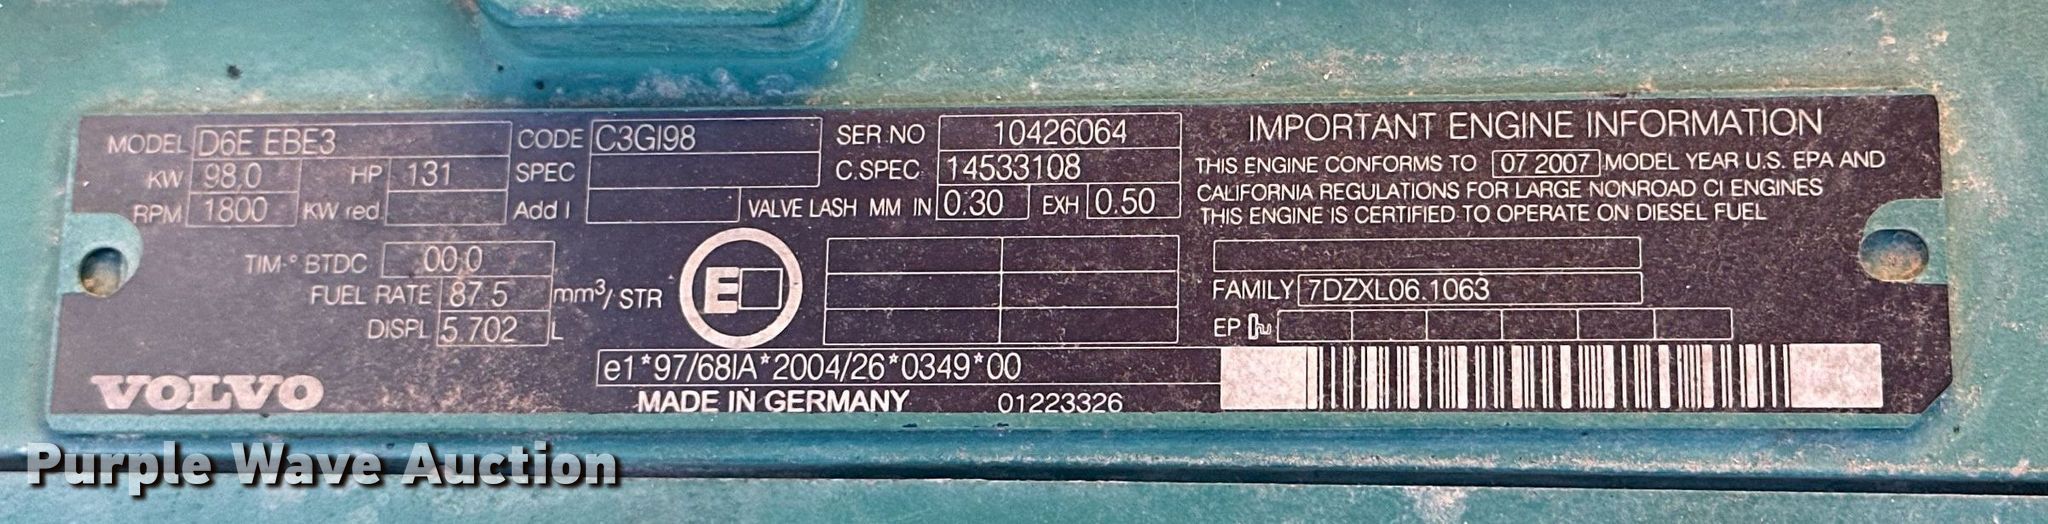 MODEL D6E EBE3 CODE C3GI98 SER.NO 10426064
KW 98,0 HP 131 SPEC C.SPEC 14533108
RPM 1800 KW red. Add I VALVE LASH MM IN 0.30 EXH 0.50
TIM-° BTDC 00,0
FUEL RATE 87.5 mm³/ STR
DISPL 5.702 L
E
e1*97/68IA*2004/26*0349*00
VOLVO
MADE IN GERMANY 01223326
IMPORTANT ENGINE INFORMATION
THIS ENGINE CONFORMS TO 07 2007 MODEL YEAR U.S. EPA AND
CALIFORNIA REGULATIONS FOR LARGE NONROAD CI ENGINES
THIS ENGINE IS CERTIFIED TO OPERATE ON DIESEL FUEL
FAMILY 7DZXL06.1063
EP
Purple Wave Auction